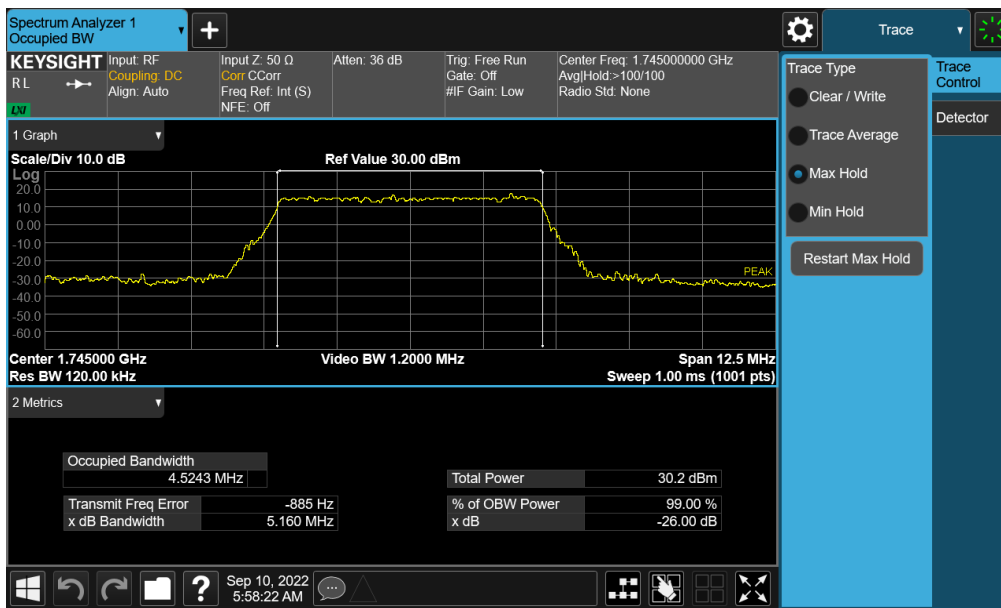 Spectrum Analyzer 1
Occupied BW
+
Trace
KEYSIGHT
RL
LXI
Input: RF
Coupling: DC
Align: Auto
Input Z: 50 Ω
Corr CCorr
Freq Ref: Int (S)
NFE: Off
Atten: 36 dB
Trig: Free Run
Gate: Off
#IF Gain: Low
Center Freq: 1.745000000 GHz
Avg|Hold:>100/100
Radio Std: None
Trace Type
Clear / Write
Trace Average
Max Hold
Min Hold
Restart Max Hold
Trace
Control
Detector
1 Graph
Scale/Div 10.0 dB
Ref Value 30.00 dBm
Log
20.0
10.0
0.00
-10.0
-20.0
-30.0
-40.0
-50.0
-60.0
PEAK
Center 1.745000 GHz
Video BW 1.2000 MHz
Span 12.5 MHz
Res BW 120.00 kHz
Sweep 1.00 ms (1001 pts)
2 Metrics
Occupied Bandwidth
4.5243 MHz
Total Power 30.2 dBm
Transmit Freq Error -885 Hz
% of OBW Power 99.00 %
x dB Bandwidth 5.160 MHz
x dB -26.00 dB
?
Sep 10, 2022
5:58:22 AM